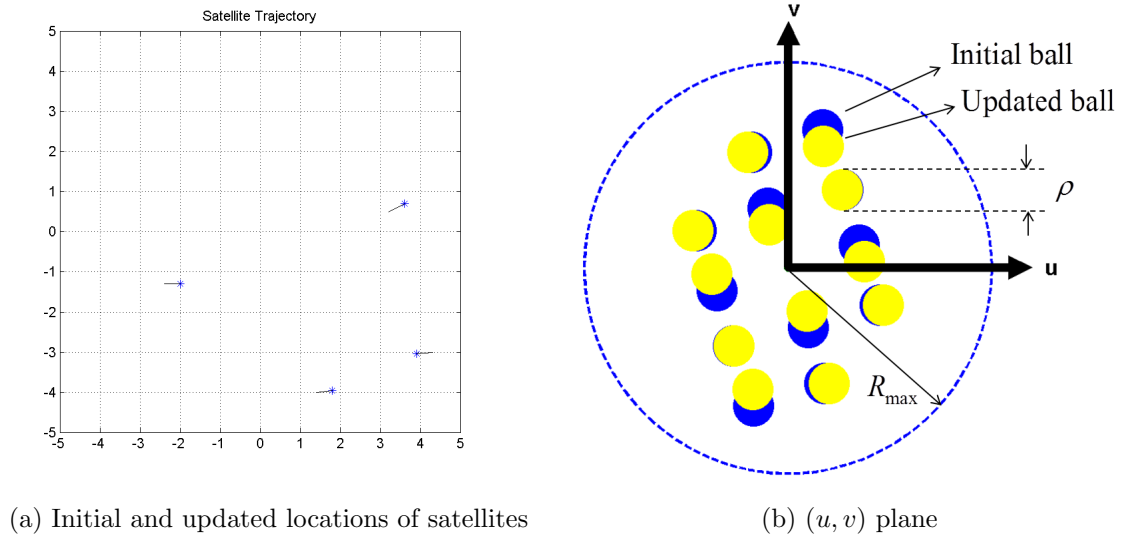 Satellite Trajectory
5
4
3
2
1
0
-1
-2
-3
-4
-5
-5 -4 -3 -2 -1 0 1 2 3 4 5
v
Initial ball
Updated ball
ρ
u
R_max
(a) Initial and updated locations of satellites
(b) (u, v) plane